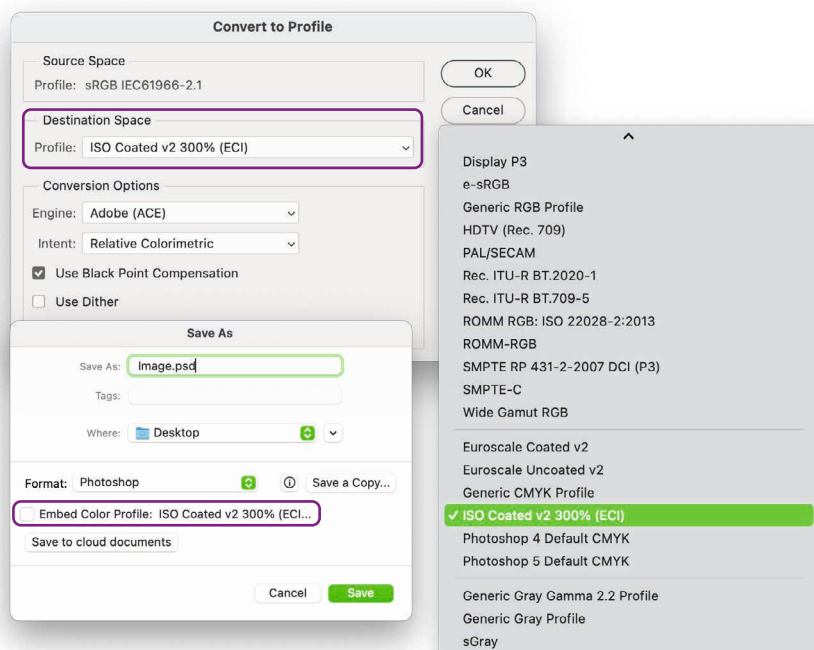 Convert to Profile
Source Space
Profile: sRGB IEC61966-2.1
OK
Cancel
Destination Space
Profile: ISO Coated v2 300% (ECI)
Conversion Options
Engine: Adobe (ACE)
Intent: Relative Colorimetric
Use Black Point Compensation
Use Dither
Save As
Save As: Image.psd
Tags:
Where: Desktop
Format: Photoshop
Save a Copy...
Embed Color Profile: ISO Coated v2 300% (ECI...
Save to cloud documents
Cancel
Save
Display P3
e-sRGB
Generic RGB Profile
HDTV (Rec. 709)
PAL/SECAM
Rec. ITU-R BT.2020-1
Rec. ITU-R BT.709-5
ROMM RGB: ISO 22028-2:2013
ROMM-RGB
SMPTE RP 431-2-2007 DCI (P3)
SMPTE-C
Wide Gamut RGB
Euroscale Coated v2
Euroscale Uncoated v2
Generic CMYK Profile
✓ ISO Coated v2 300% (ECI)
Photoshop 4 Default CMYK
Photoshop 5 Default CMYK
Generic Gray Gamma 2.2 Profile
Generic Gray Profile
sGray